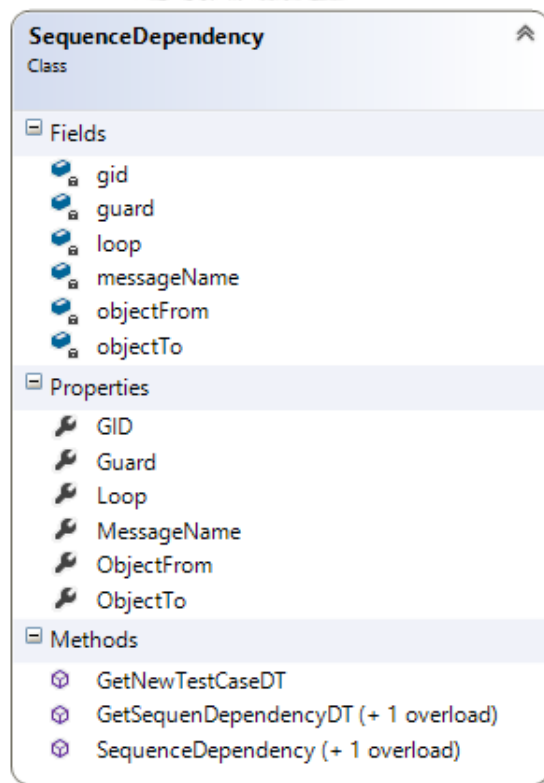 SequenceDependency
Class
Fields
gid
guard
loop
messageName
objectFrom
objectTo
Properties
GID
Guard
Loop
MessageName
ObjectFrom
ObjectTo
Methods
GetNewTestCaseDT
GetSequenDependencyDT (+ 1 overload)
SequenceDependency (+ 1 overload)